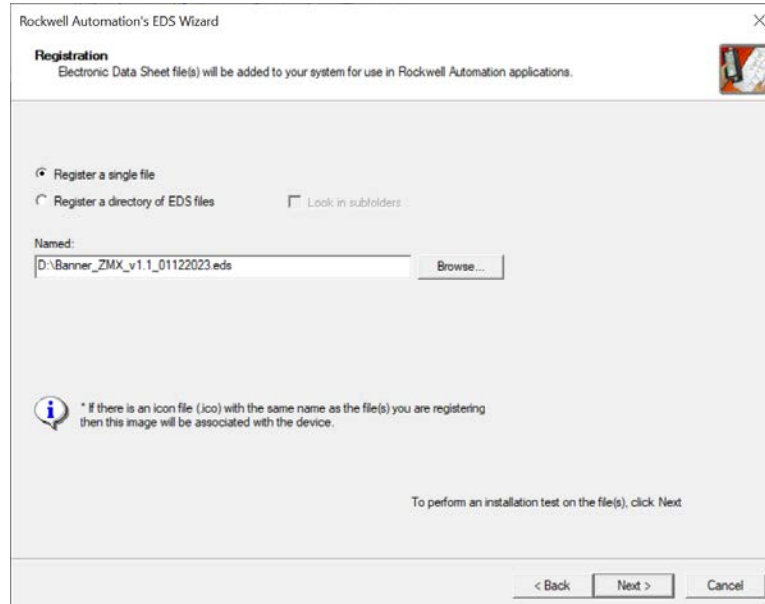 Rockwell Automation's EDS Wizard
Registration
Electronic Data Sheet file(s) will be added to your system for use in Rockwell Automation applications.
Register a single file
Register a directory of EDS files
Look in subfolders
Named:
D:\Banner_ZMX_v1.1_01122023.eds
Browse...
* If there is an icon file (.ico) with the same name as the file(s) you are registering
then this image will be associated with the device.
To perform an installation test on the file(s), click Next
< Back
Next >
Cancel